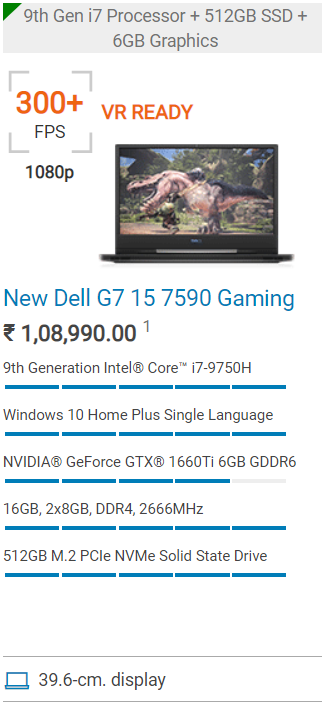 9th Gen i7 Processor + 512GB SSD +
6GB Graphics
300+
FPS
VR READY
1080p
DELL
New Dell G7 15 7590 Gaming
₹ 1,08,990.00 1
9th Generation Intel® Core™ i7-9750H
Windows 10 Home Plus Single Language
NVIDIA® GeForce GTX® 1660Ti 6GB GDDR6
16GB, 2x8GB, DDR4, 2666MHz
512GB M.2 PCIe NVMe Solid State Drive
39.6-cm. display